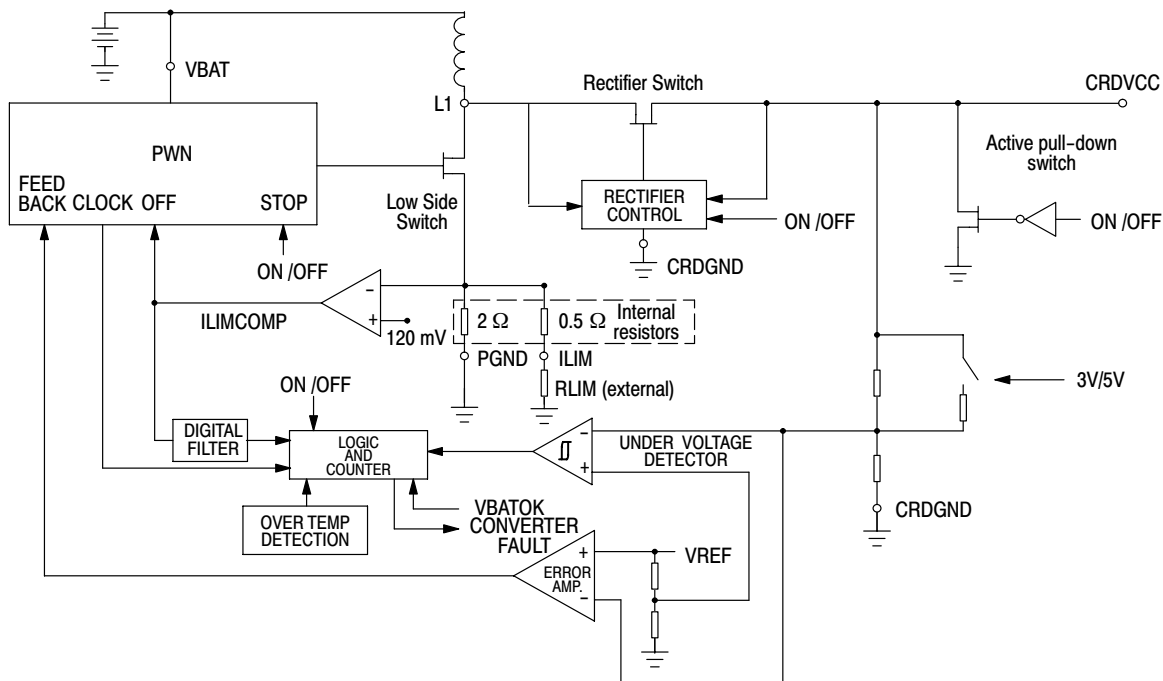 VBAT
L1
Rectifier Switch
CRDVCC
PWN
FEED
BACK
CLOCK
OFF
STOP
ON /OFF
Low Side
Switch
RECTIFIER
CONTROL
ON /OFF
CRDGND
Active pull-down
switch
ON /OFF
ILIMCOMP
-
+
120 mV
2 Ω
0.5 Ω
Internal
resistors
PGND
ILIM
RLIM (external)
3V/5V
ON /OFF
DIGITAL
FILTER
LOGIC
AND
COUNTER
-
+
UNDER VOLTAGE
DETECTOR
OVER TEMP
DETECTION
VBATOK
CONVERTER
FAULT
CRDGND
+
ERROR
AMP.
-
VREF